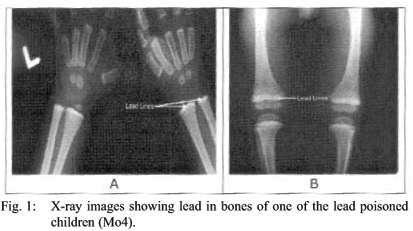 L
Lead Lines
Lead Lines
A
B
Fig. 1: X-ray images showing lead in bones of one of the lead poisoned
children (Mo4).